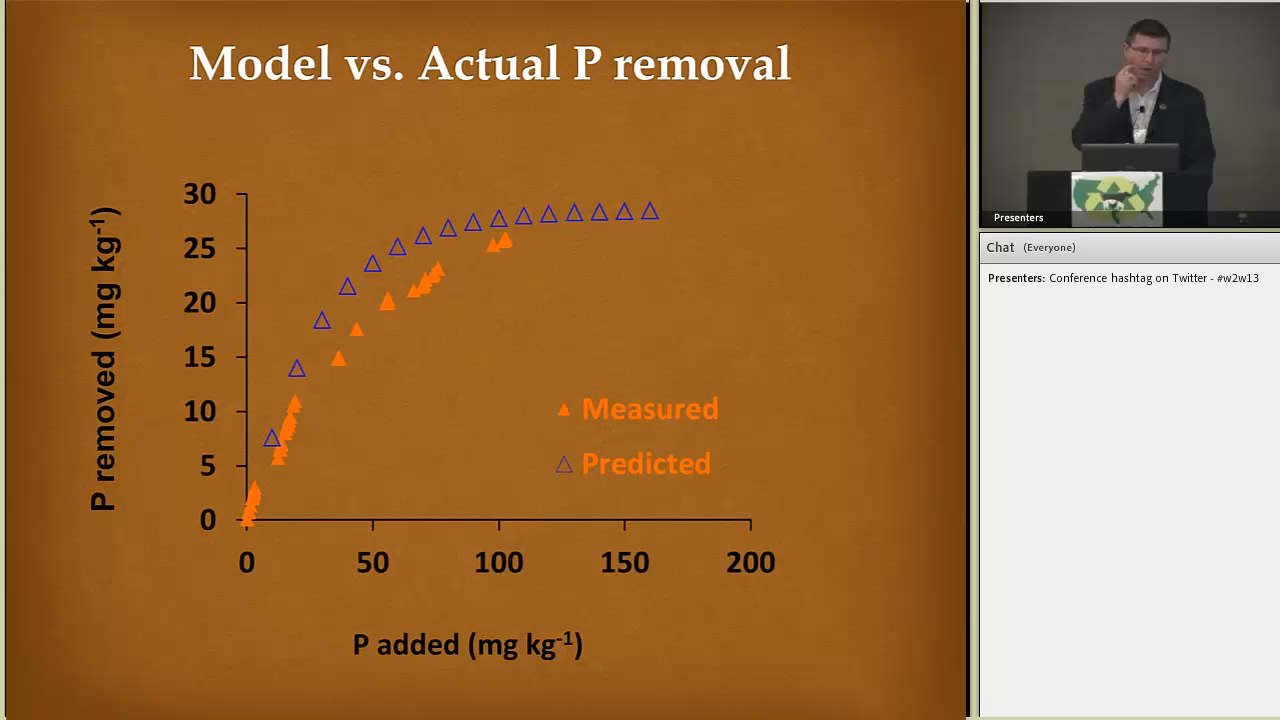 Model vs. Actual P removal
P removed (mg kg-1)
30
25
20
15
10
5
0
0 50 100 150 200
P added (mg kg-1)
Measured
Predicted
Presenters
Chat (Everyone)
Presenters: Conference hashtag on Twitter - #w2w13